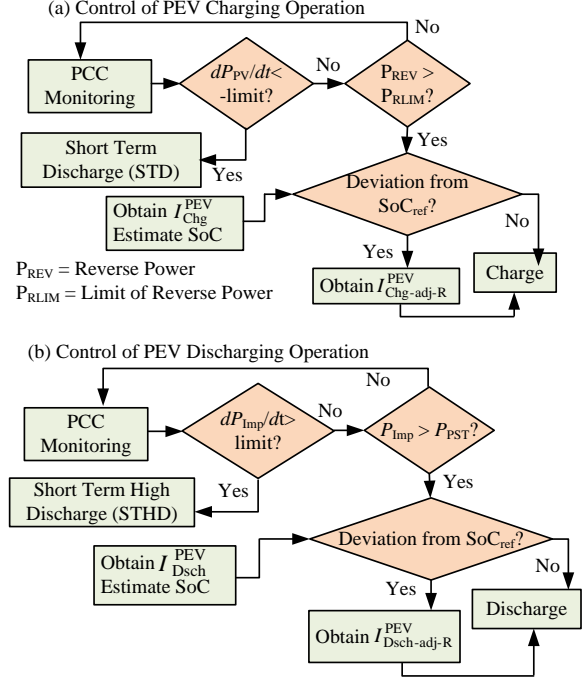 (a) Control of PEV Charging Operation
No
PCC
Monitoring
dP_PV/dt<
-limit?
No
P_REV >
P_RLIM?
Yes
Short Term
Discharge (STD)
Yes
Deviation from
SoC_ref?
Obtain I_Chg^PEV
Estimate SoC
No
Yes
P_REV = Reverse Power
P_RLIM = Limit of Reverse Power
Obtain I_Chg-adj-R^PEV
Charge
(b) Control of PEV Discharging Operation
No
PCC
Monitoring
dP_Imp/dt>
limit?
No
P_Imp > P_PST?
Yes
Yes
Short Term High
Discharge (STHD)
Deviation from SoC_ref?
Obtain I_Dsch^PEV
Estimate SoC
No
Yes
Obtain I_Dsch-adj-R^PEV
Discharge